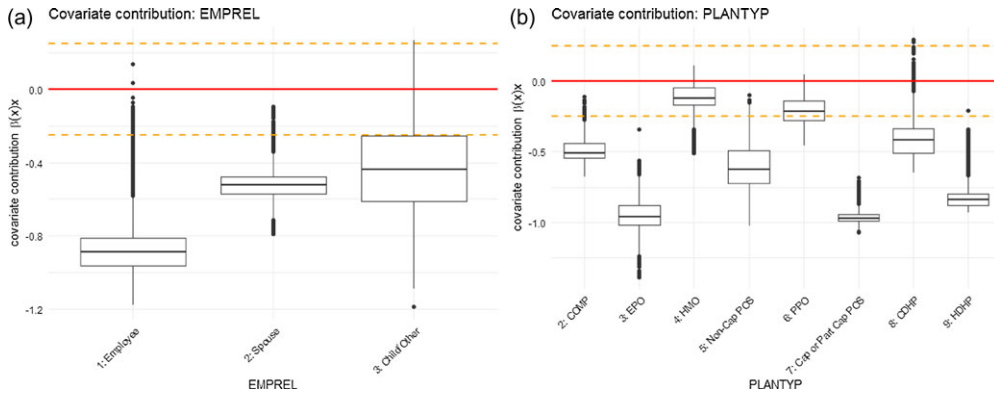 (a)
Covariate contribution: EMPREL
covariate contribution β(x)x
0.0
-0.4
-0.8
-1.2
1: Employee
2: Spouse
3: Child/Other
EMPREL
(b)
Covariate contribution: PLANTYP
covariate contribution β(x)x
0.0
-0.5
-1.0
2: COMP
3: EPO
4: HMO
5: Non-Cap POS
6: PPO
7: Cap or Part Cap POS
8: CDHP
9: HDHP
PLANTYP